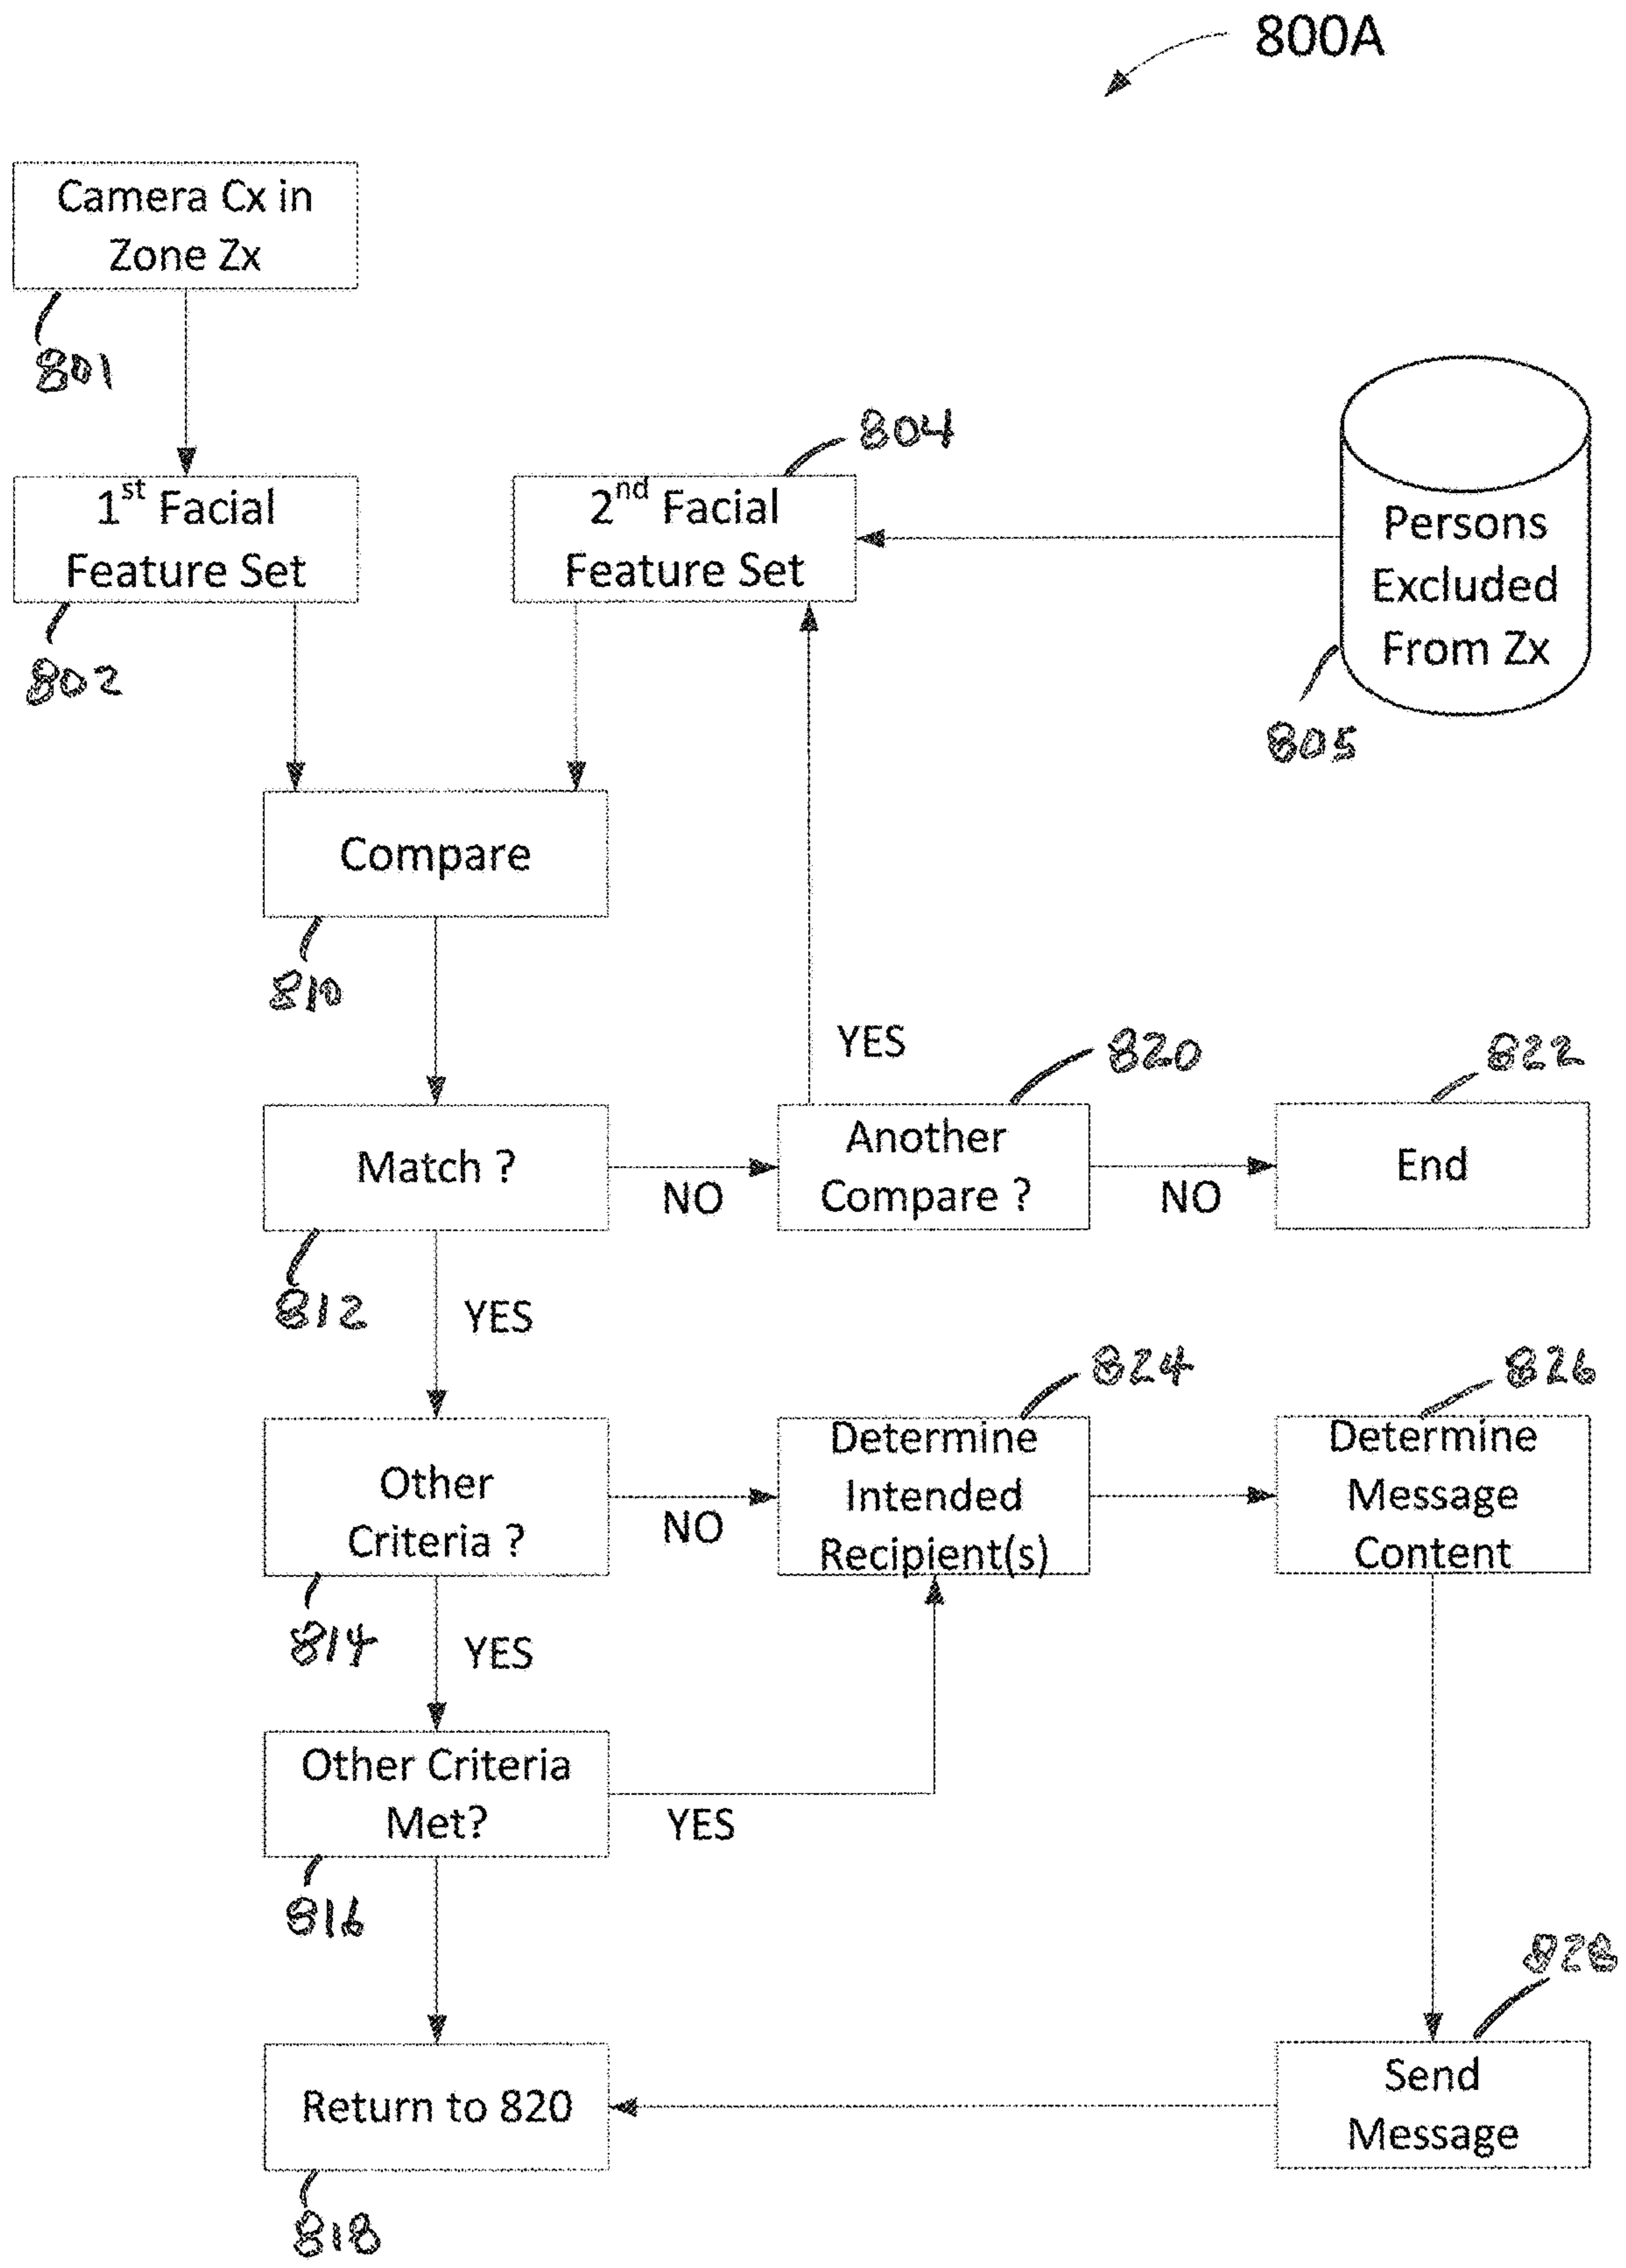 800A
Camera Cx in
Zone Zx
801
1st Facial
Feature Set
802
804
2nd Facial
Feature Set
Persons
Excluded
From Zx
805
Compare
810
YES
820
822
Match ?
NO
Another
Compare ?
NO
End
812
YES
824
826
Other
Criteria ?
NO
Determine
Intended
Recipient(s)
Determine
Message
Content
814
YES
Other Criteria
Met?
YES
816
828
Return to 820
Send
Message
818